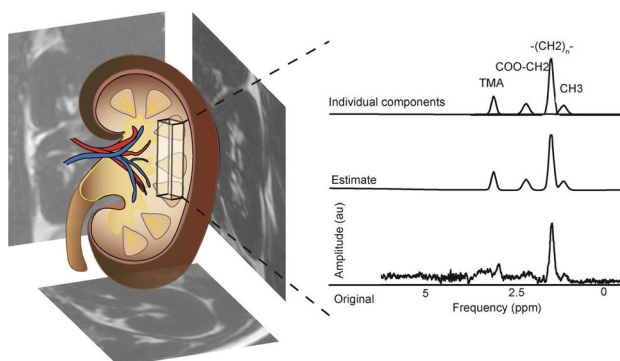 -(CH2)n-
COO-CH2
TMA
CH3
Individual components
Estimate
Amplitude (au)
Original
5
2.5
0
Frequency (ppm)